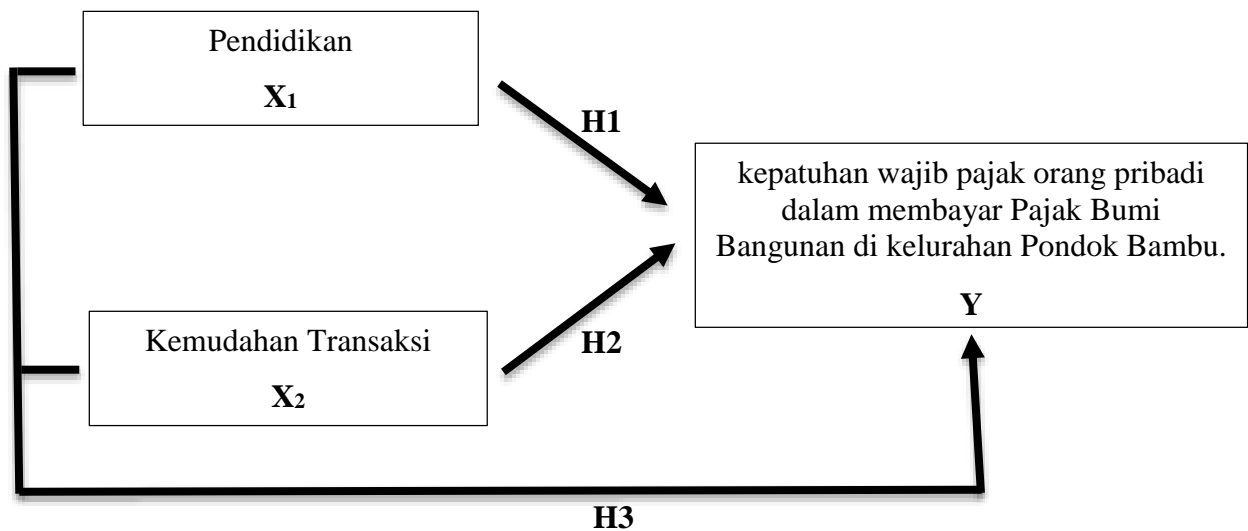 Pendidikan
X1
H1
kepatuhan wajib pajak orang pribadi
dalam membayar Pajak Bumi
Bangunan di kelurahan Pondok Bambu.
Y
Kemudahan Transaksi
X2
H2
H3